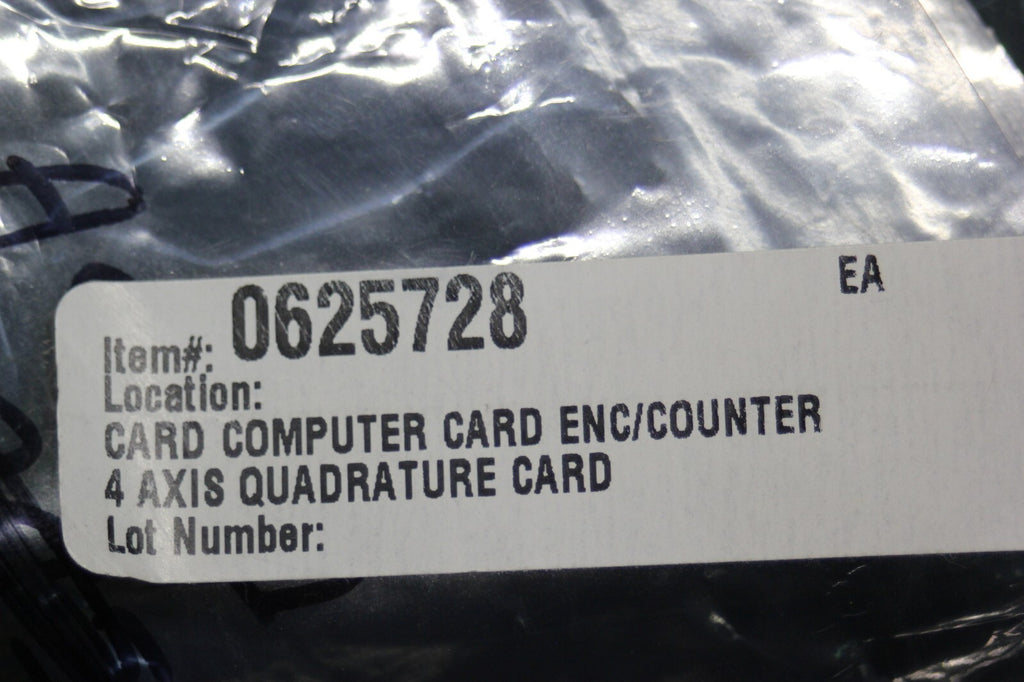 EA
Item#: 0625728
Location:
CARD COMPUTER CARD ENC/COUNTER
4 AXIS QUADRATURE CARD
Lot Number: